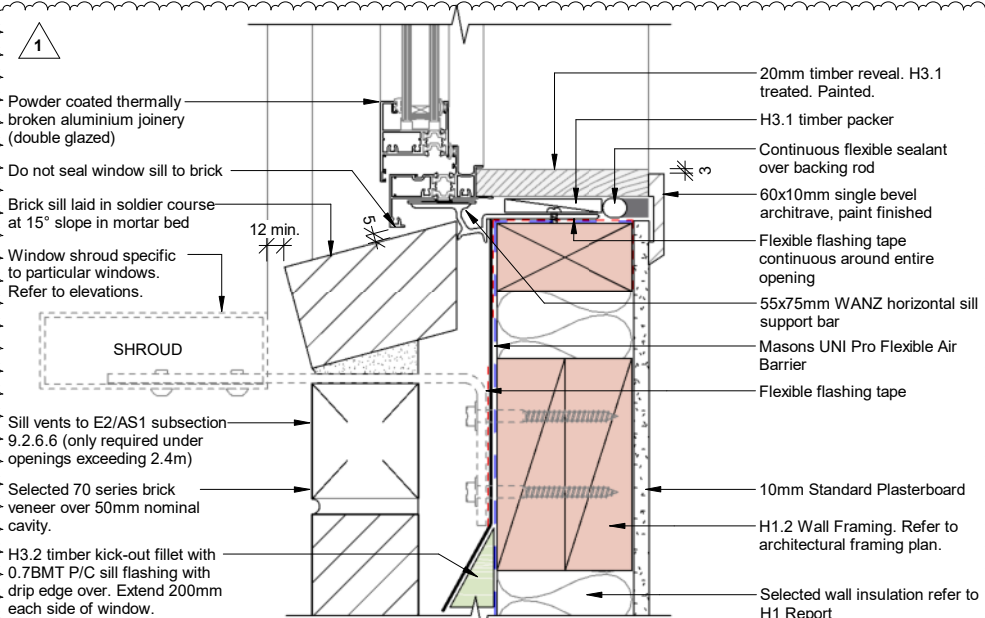 1
Powder coated thermally
broken aluminium joinery
(double glazed)
Do not seal window sill to brick
Brick sill laid in soldier course
at 15° slope in mortar bed
12 min.
5
Window shroud specific
to particular windows.
Refer to elevations.
SHROUD
Sill vents to E2/AS1 subsection
9.2.6.6 (only required under
openings exceeding 2.4m)
Selected 70 series brick
veneer over 50mm nominal
cavity.
H3.2 timber kick-out fillet with
0.7BMT P/C sill flashing with
drip edge over. Extend 200mm
each side of window.
20mm timber reveal. H3.1
treated. Painted.
H3.1 timber packer
Continuous flexible sealant
over backing rod
3
60x10mm single bevel
architrave, paint finished
Flexible flashing tape
continuous around entire
opening
55x75mm WANZ horizontal sill
support bar
Masons UNI Pro Flexible Air
Barrier
Flexible flashing tape
10mm Standard Plasterboard
H1.2 Wall Framing. Refer to
architectural framing plan.
Selected wall insulation refer to
H1 Report